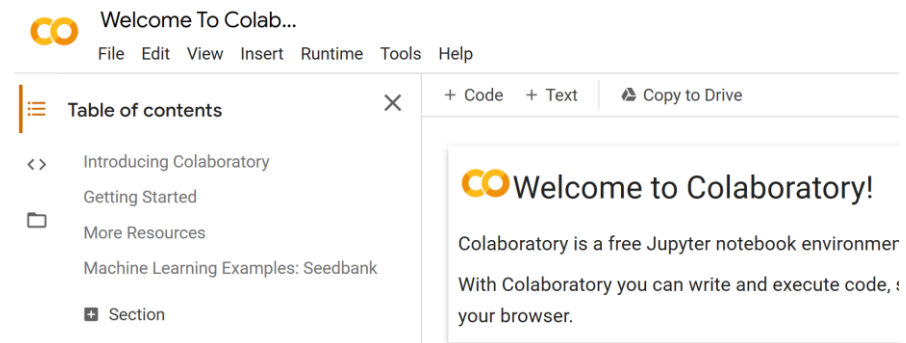 Welcome To Colab...
File Edit View Insert Runtime Tools Help
Table of contents
Introducing Colaboratory
Getting Started
More Resources
Machine Learning Examples: Seedbank
Section
+ Code + Text Copy to Drive
CO Welcome to Colaboratory!
Colaboratory is a free Jupyter notebook
With Colaboratory you can write and execute code,
your browser.